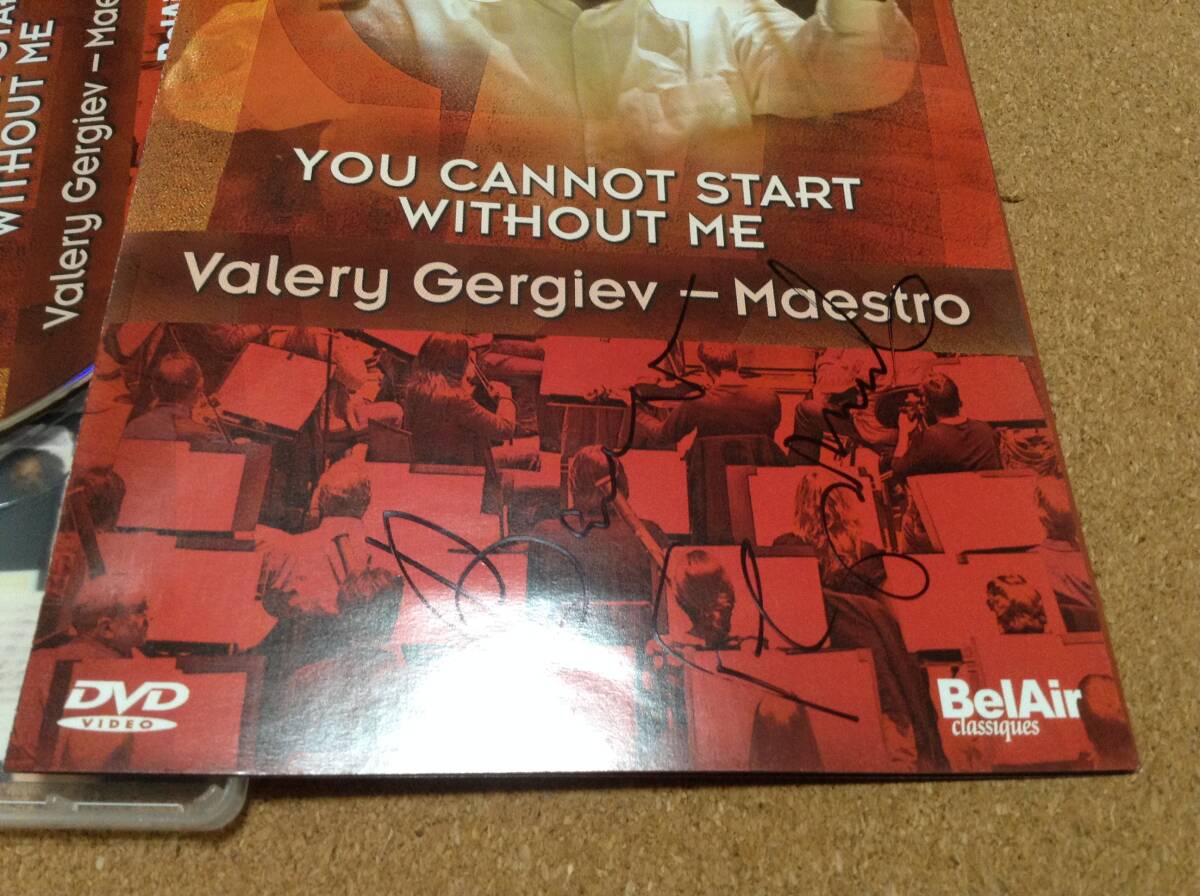 WITHOUT ME
Valery Gergiev – Mae
YOU CANNOT START
WITHOUT ME
Valery Gergiev – Maestro
DVD
VIDEO
BelAir
classiques